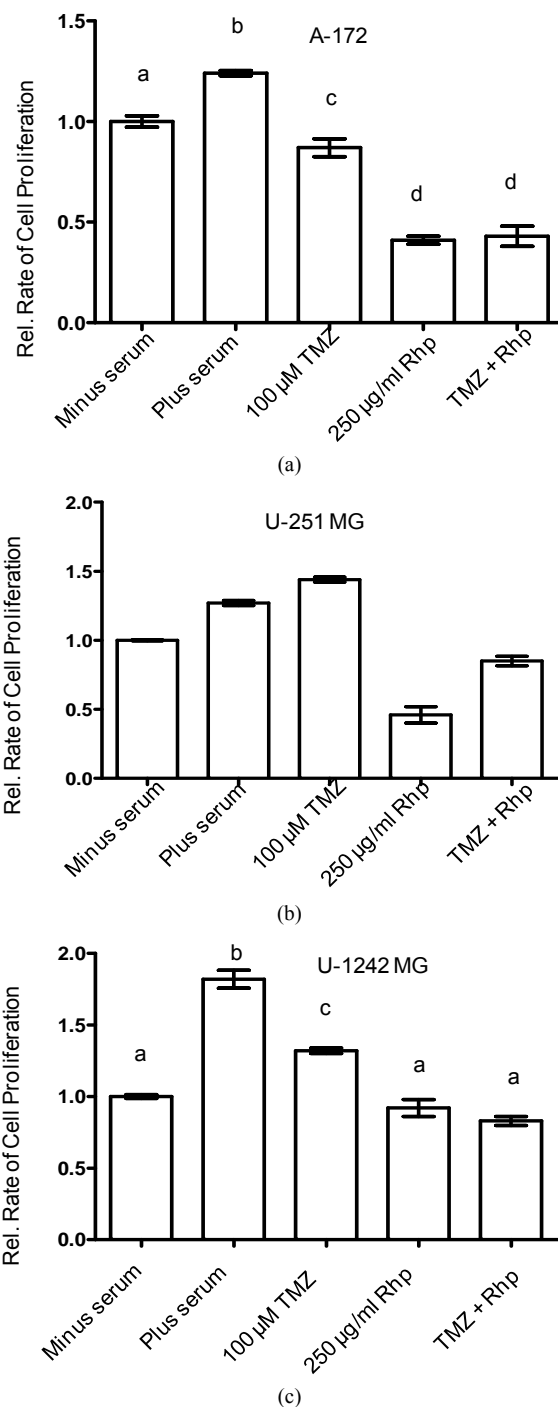 1.5
A-172
b
a
1.0
c
d
d
0.5
0.0
Rel. Rate of Cell Proliferation
Minus serum
Plus serum
100 µM TMZ
250 µg/ml Rhp
TMZ + Rhp
(a)
2.0
U-251 MG
1.5
1.0
0.5
0.0
Rel. Rate of Cell Proliferation
Minus serum
Plus serum
100 µM TMZ
250 µg/ml Rhp
TMZ + Rhp
(b)
2.0
b
U-1242 MG
1.5
c
a
a
a
1.0
0.5
0.0
Rel. Rate of Cell Proliferation
Minus serum
Plus serum
100 µM TMZ
250 µg/ml Rhp
TMZ + Rhp
(c)